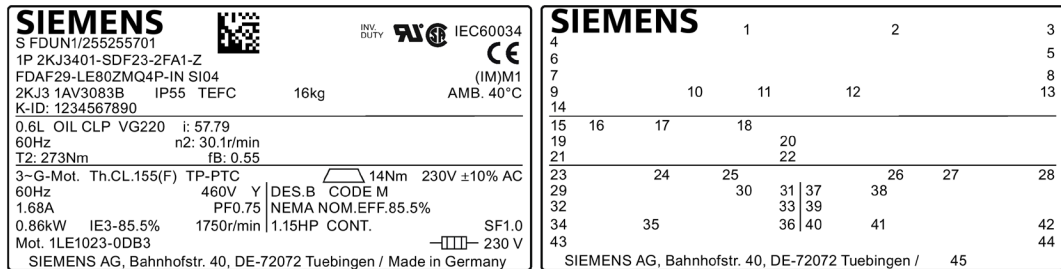 SIEMENS
INV. DUTY IEC60034
S FDUN1/255255701
1P 2KJ3401-SDF23-2FA1-Z
FDAF29-LE80ZMQ4P-IN SI04 (IM)M1
2KJ3 1AV3083B IP55 TEFC 16kg AMB. 40°C
K-ID: 1234567890
0.6L OIL CLP VG220 i: 57.79
60Hz n2: 30.1r/min
T2: 273Nm fB: 0.55
3~G-Mot. Th.CL.155(F) TP-PTC 14Nm 230V ±10% AC
60Hz 460V Y DES.B CODE M
1.68A PF0.75 NEMA NOM.EFF.85.5%
0.86kW IE3-85.5% 1750r/min 1.15HP CONT. SF1.0
Mot. 1LE1023-0DB3 230 V
SIEMENS AG, Bahnhofstr. 40, DE-72072 Tuebingen / Made in Germany
SIEMENS 1 2 3
4
5
6
7 8
9 10 11 12 13
14
15 16 17 18
19 20
21 22
23 24 25 26 27 28
29 30 31 37 38
32 33 39
34 35 36 40 41 42
43 44
SIEMENS AG, Bahnhofstr. 40, DE-72072 Tuebingen / 45